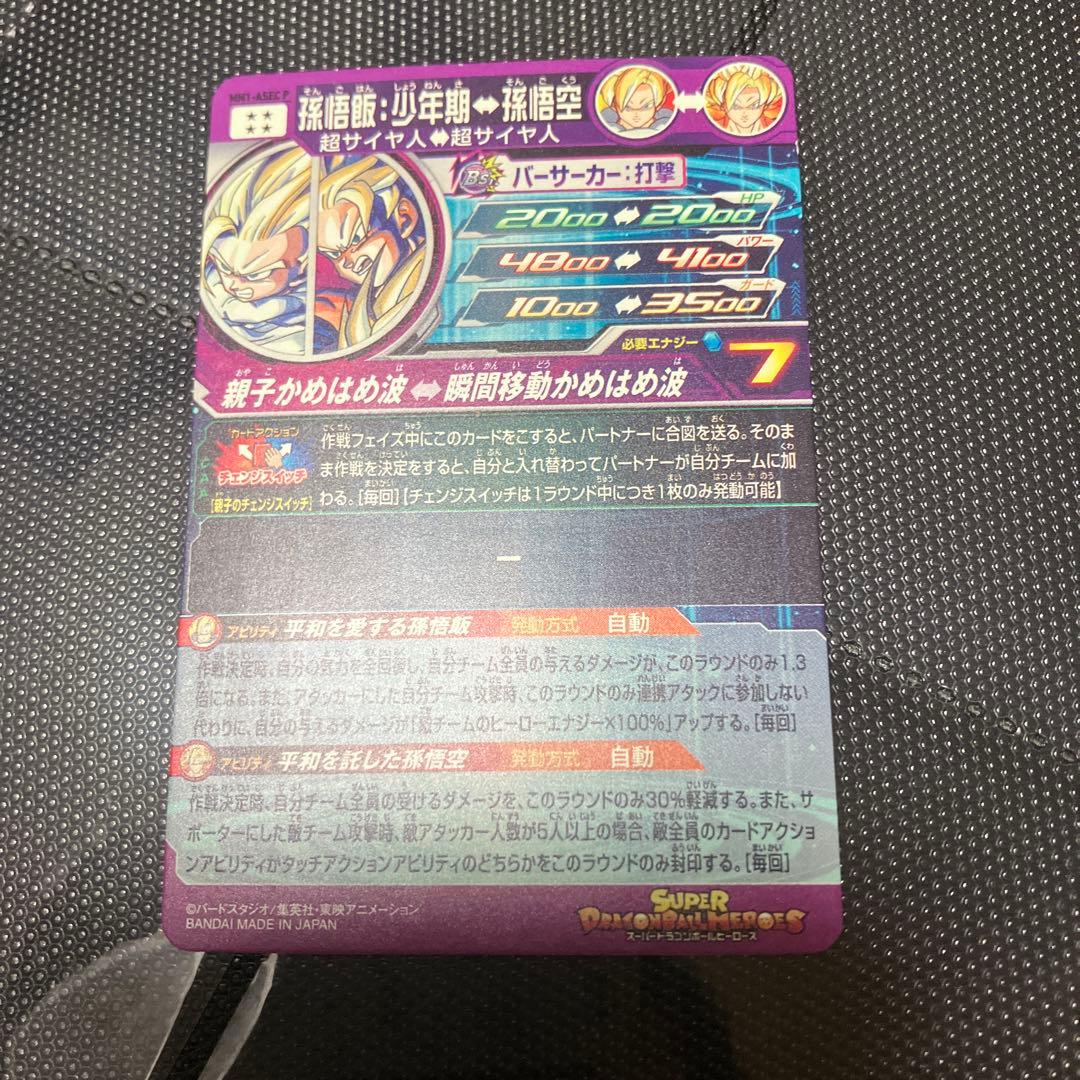 MM1-ASEC P
★★
★★
孫悟飯:少年期⇔孫悟空
超サイヤ人⇔超サイヤ人
BS バーサーカー:打撃
HP
2000⇔2000
パワー
4800⇔4100
ガード
1000⇔3500
必要エナジー 7
親子かめはめ波⇔瞬間移動かめはめ波
カードアクション
チェンジスイッチ
[親子のチェンジスイッチ]
CAA
作戦フェイズ中にこのカードをこすると、パートナーに合図を送る。そのま
ま作戦を決定をすると、自分と入れ替わってパートナーが自分チームに加
わる。[毎回][チェンジスイッチは1ラウンド中につき1枚のみ発動可能]
ー
アビリティ 平和を愛する孫悟飯 発動方式 自動
作戦決定時、自分の気力を全回復し、自分チーム全員の与えるダメージが、このラウンドのみ1.3
倍になる。また、アタッカーにした自分チーム攻撃時、このラウンドのみ連携アタックに参加しない
代わりに、自分の与えるダメージが「敵チームのヒーローエナジー×100%」アップする。[毎回]
アビリティ 平和を託した孫悟空 発動方式 自動
作戦決定時、自分チーム全員の受けるダメージを、このラウンドのみ30%軽減する。また、サ
ポーターにした敵チーム攻撃時、敵アタッカー人数が5人以上の場合、敵全員のカードアクショ
ンアビリティかタッチアクションアビリティのどちらかをこのラウンドのみ封印する。[毎回]
©バードスタジオ/集英社・東映アニメーション
BANDAI MADE IN JAPAN
SUPER
DRAGONBALL HEROES
スーパードラゴンボールヒーローズ